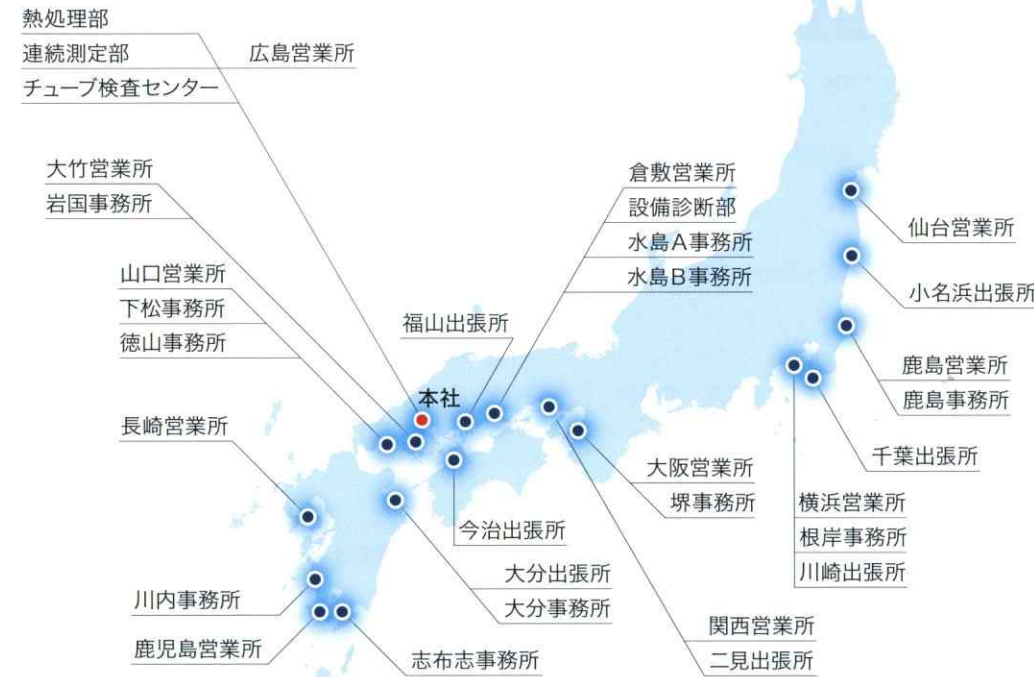 熱処理部
連続測定部
広島営業所
チューブ検査センター
大竹営業所
岩国事務所
山口営業所
下松事務所
徳山事務所
福山出張所
倉敷営業所
設備診断部
水島A事務所
水島B事務所
仙台営業所
小名浜出張所
鹿島営業所
鹿島事務所
千葉出張所
本社
長崎営業所
大阪営業所
堺事務所
横浜営業所
根岸事務所
川崎出張所
今治出張所
大分出張所
大分事務所
川内事務所
鹿児島営業所
志布志事務所
関西営業所
二見出張所